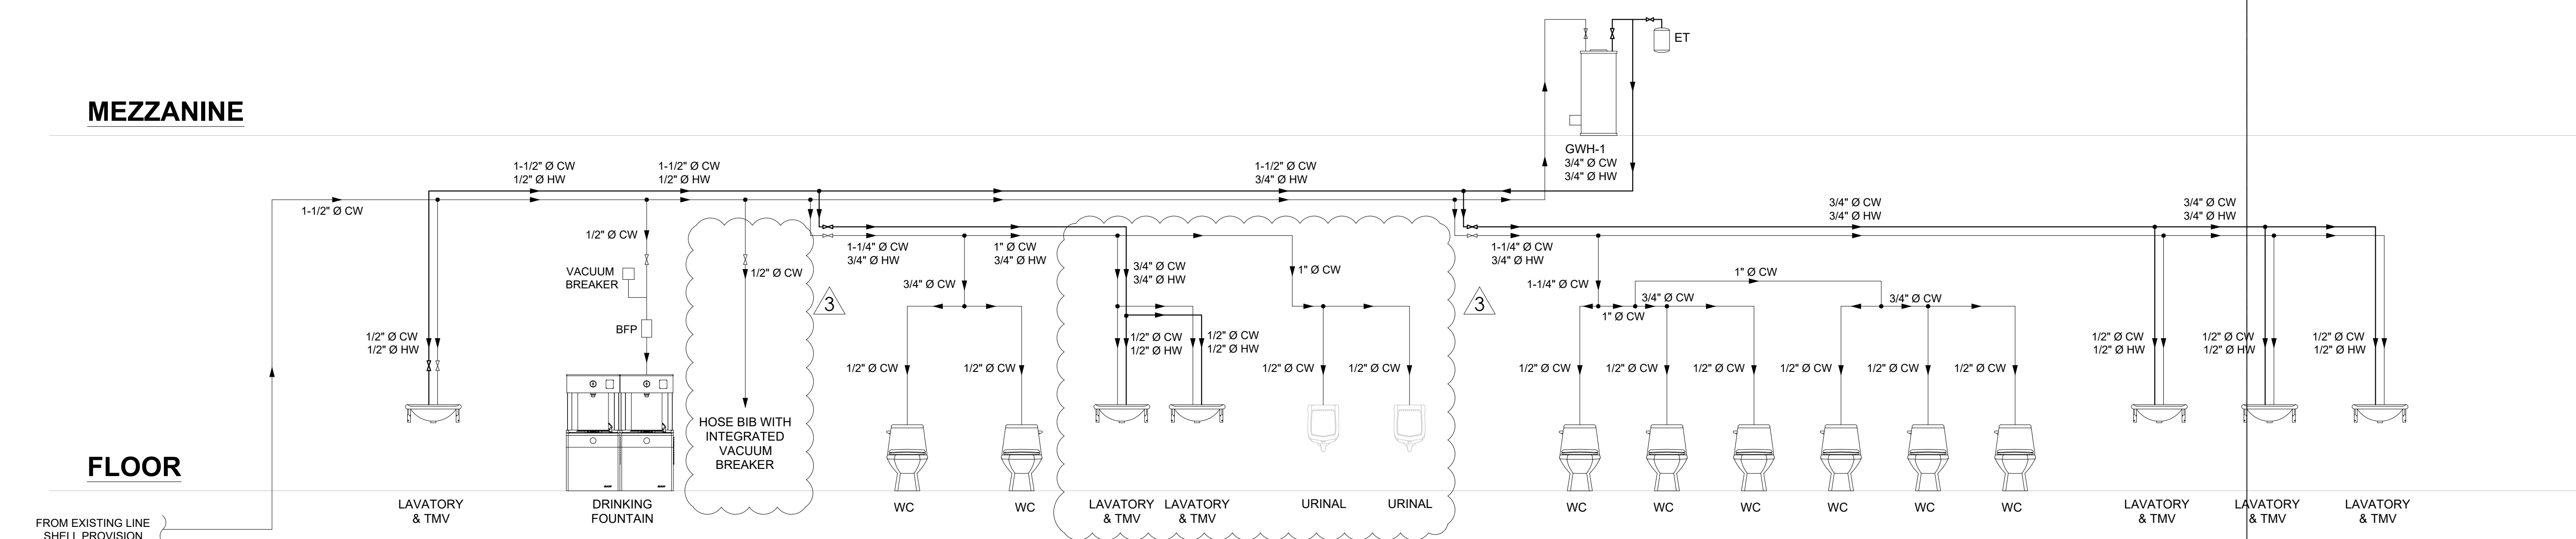 ET
MEZZANINE
GWH-1
3/4" Ø CW
3/4" Ø HW
1-1/2" Ø CW
1/2" Ø HW
1-1/2" Ø CW
1/2" Ø HW
1-1/2" Ø CW
3/4" Ø HW
1-1/2" Ø CW
3/4" Ø CW
3/4" Ø HW
3/4" Ø CW
3/4" Ø HW
1/2" Ø CW
1-1/4" Ø CW
3/4" Ø HW
1" Ø CW
3/4" Ø HW
1-1/4" Ø CW
3/4" Ø HW
VACUUM
BREAKER
1/2" Ø CW
3/4" Ø CW
3/4" Ø CW
3/4" Ø HW
1" Ø CW
1-1/4" Ø CW
1" Ø CW
3/4" Ø CW
3/4" Ø CW
1" Ø CW
3
3
BFP
1/2" Ø CW
1/2" Ø HW
1/2" Ø CW
1/2" Ø HW
1/2" Ø CW
1/2" Ø HW
1/2" Ø CW
1/2" Ø HW
1/2" Ø CW
1/2" Ø HW
1/2" Ø CW
1/2" Ø HW
1/2" Ø CW
1/2" Ø CW
1/2" Ø CW
1/2" Ø CW
1/2" Ø CW
1/2" Ø CW
1/2" Ø CW
1/2" Ø CW
1/2" Ø CW
1/2" Ø CW
HOSE BIB WITH
INTEGRATED
VACUUM
BREAKER
FLOOR
LAVATORY
& TMV
DRINKING
FOUNTAIN
WC
WC
LAVATORY
& TMV
LAVATORY
& TMV
URINAL
URINAL
WC
WC
WC
WC
WC
WC
LAVATORY
& TMV
LAVATORY
& TMV
LAVATORY
& TMV
FROM EXISTING LINE
SHELL PROVISION